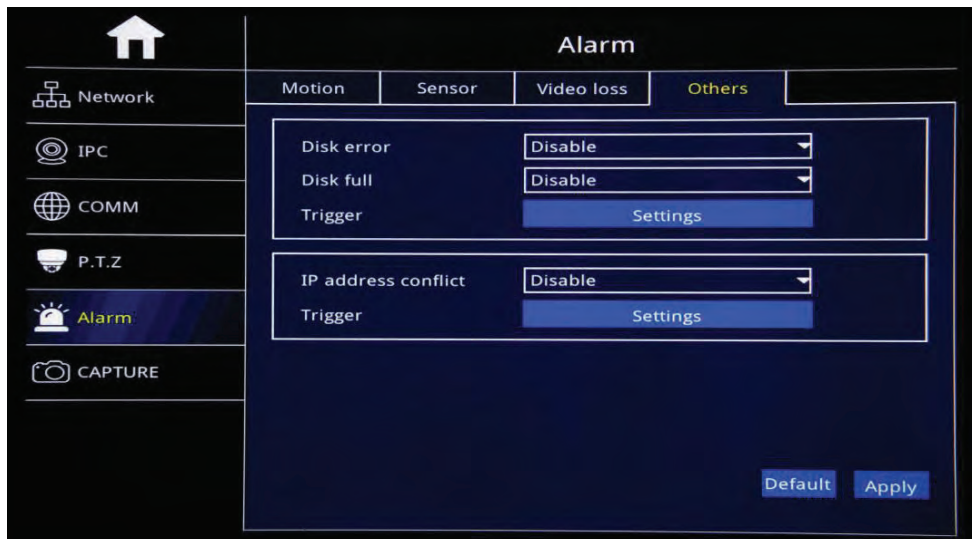 Alarm
Network
IPC
COMM
P.T.Z
Alarm
CAPTURE
Motion Sensor Video loss Others
Disk error Disable
Disk full Disable
Trigger Settings
IP address conflict Disable
Trigger Settings
Default Apply